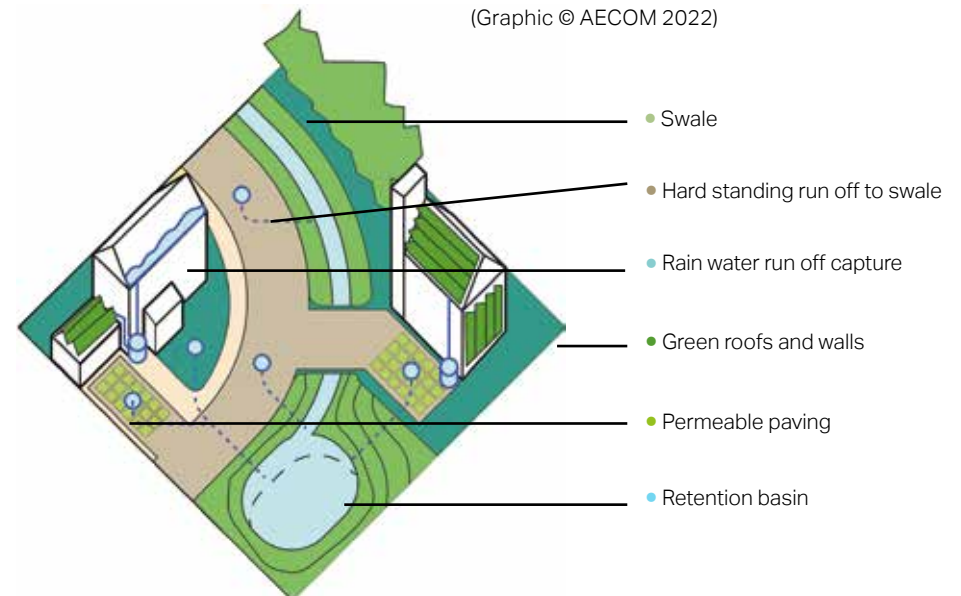 (Graphic © AECOM 2022)
Swale
Hard standing run off to swale
Rain water run off capture
Green roofs and walls
Permeable paving
Retention basin